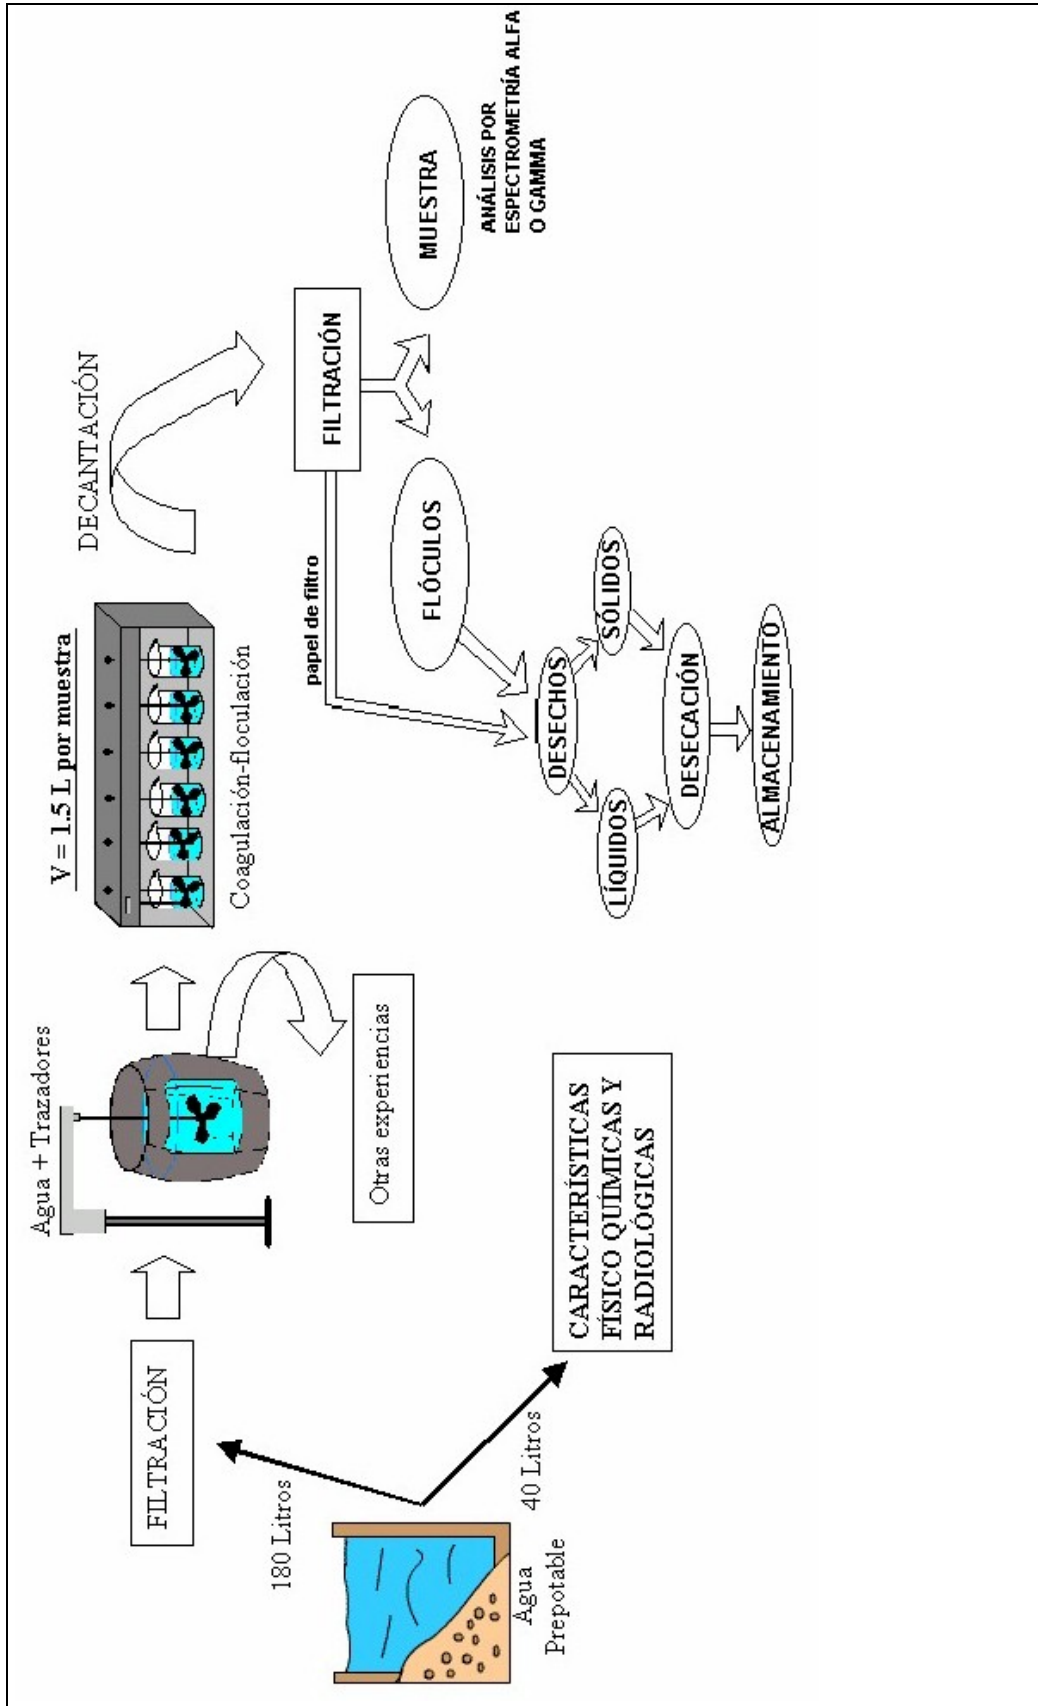 180 Litros
Agua
Prepotable
40 Litros
FILTRACIÓN
CARACTERÍSTICAS
FÍSICO QUÍMICAS Y
RADIOLÓGICAS
Agua + Trazadores
Otras experiencias
V = 1.5 L por muestra
Coagulación-floculación
DECANTACIÓN
FILTRACIÓN
papel de filtro
FLÓCULOS
MUESTRA
ANÁLISIS POR
ESPECTROMETRÍA ALFA
O GAMMA
DESECHOS
LÍQUIDOS
SÓLIDOS
DESECACIÓN
ALMACENAMIENTO